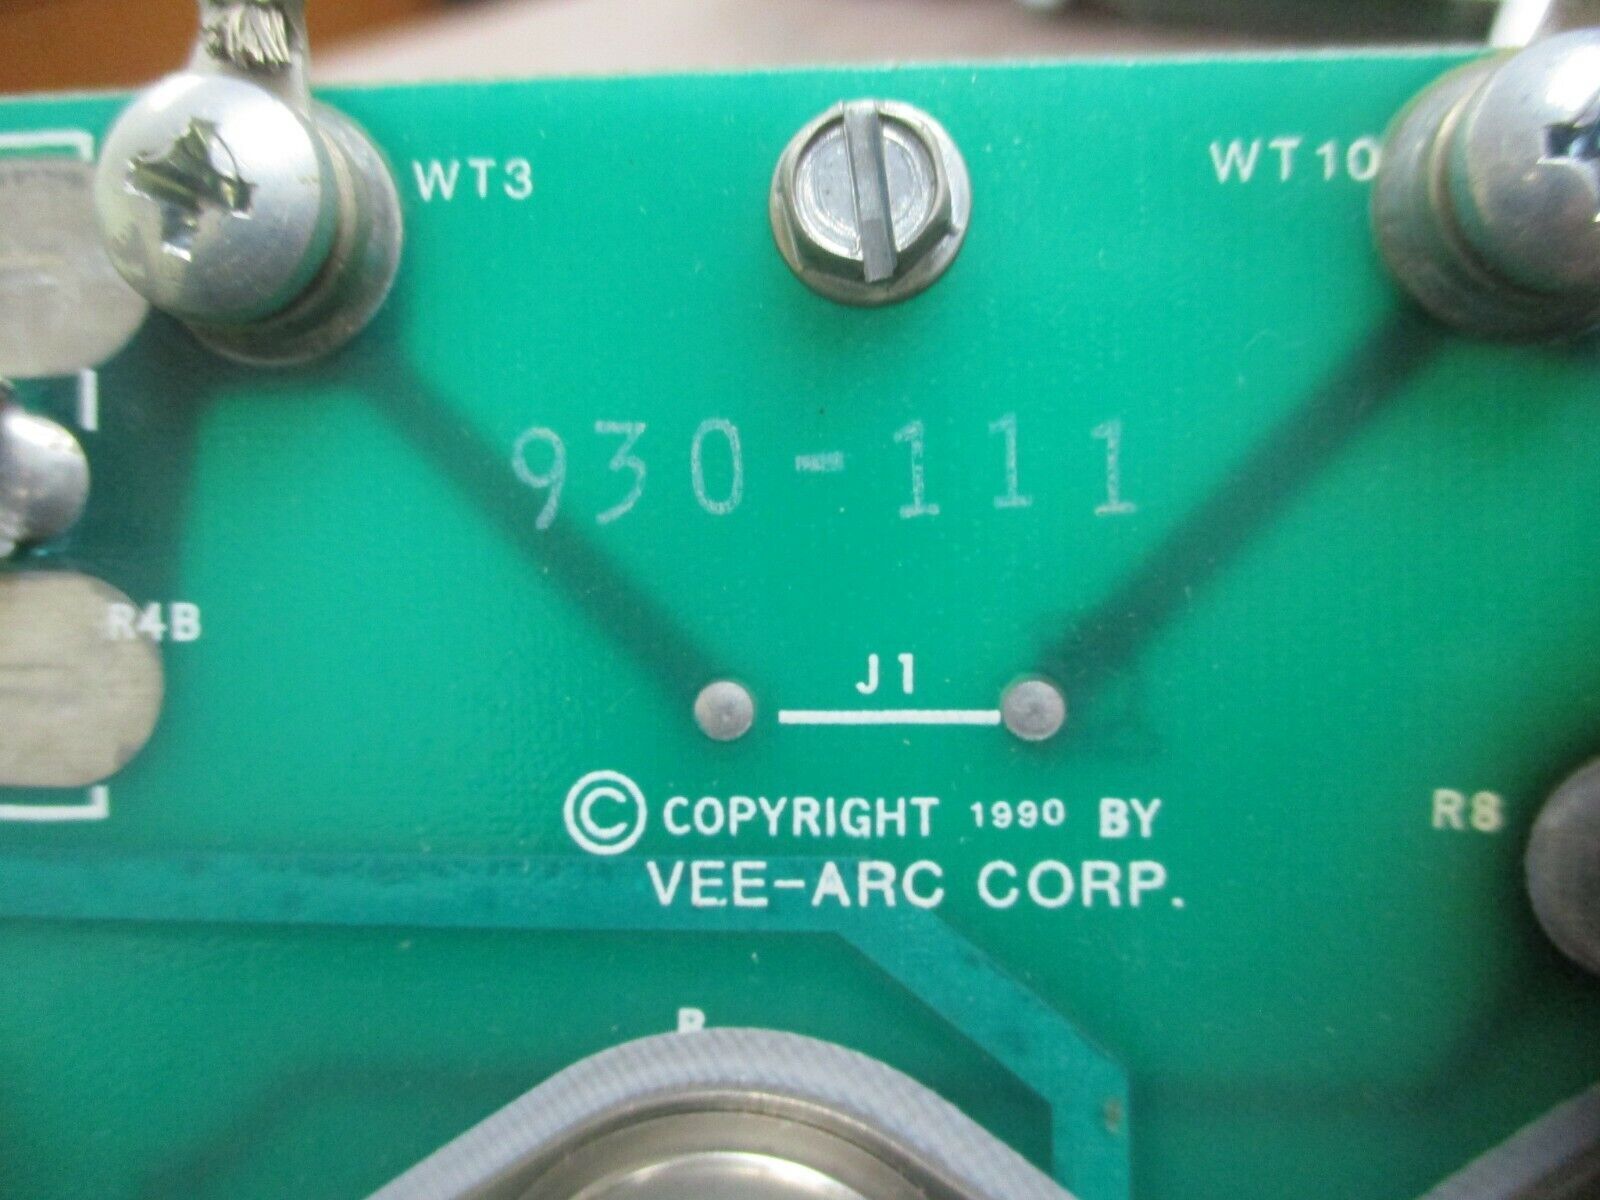 WT3
WT10
930-111
R4B
J1
© COPYRIGHT 1990 BY
R8
VEE-ARC CORP.